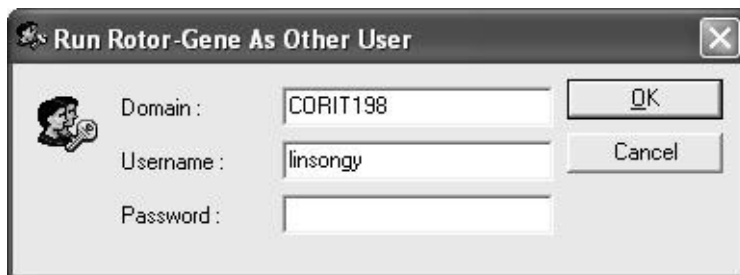 Run Rotor-Gene As Other User
Domain : CORIT198 OK
Username : linsongy Cancel
Password :